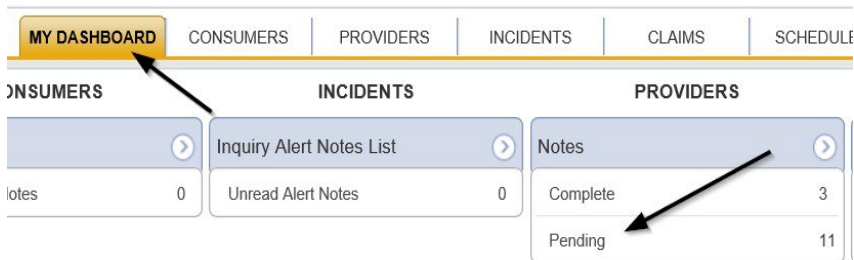 MY DASHBOARD CONSUMERS PROVIDERS INCIDENTS CLAIMS SCHEDULE
ONSUMERS INCIDENTS PROVIDERS
Inquiry Alert Notes List Notes
lotes 0 Unread Alert Notes 0 Complete 3
Pending 11